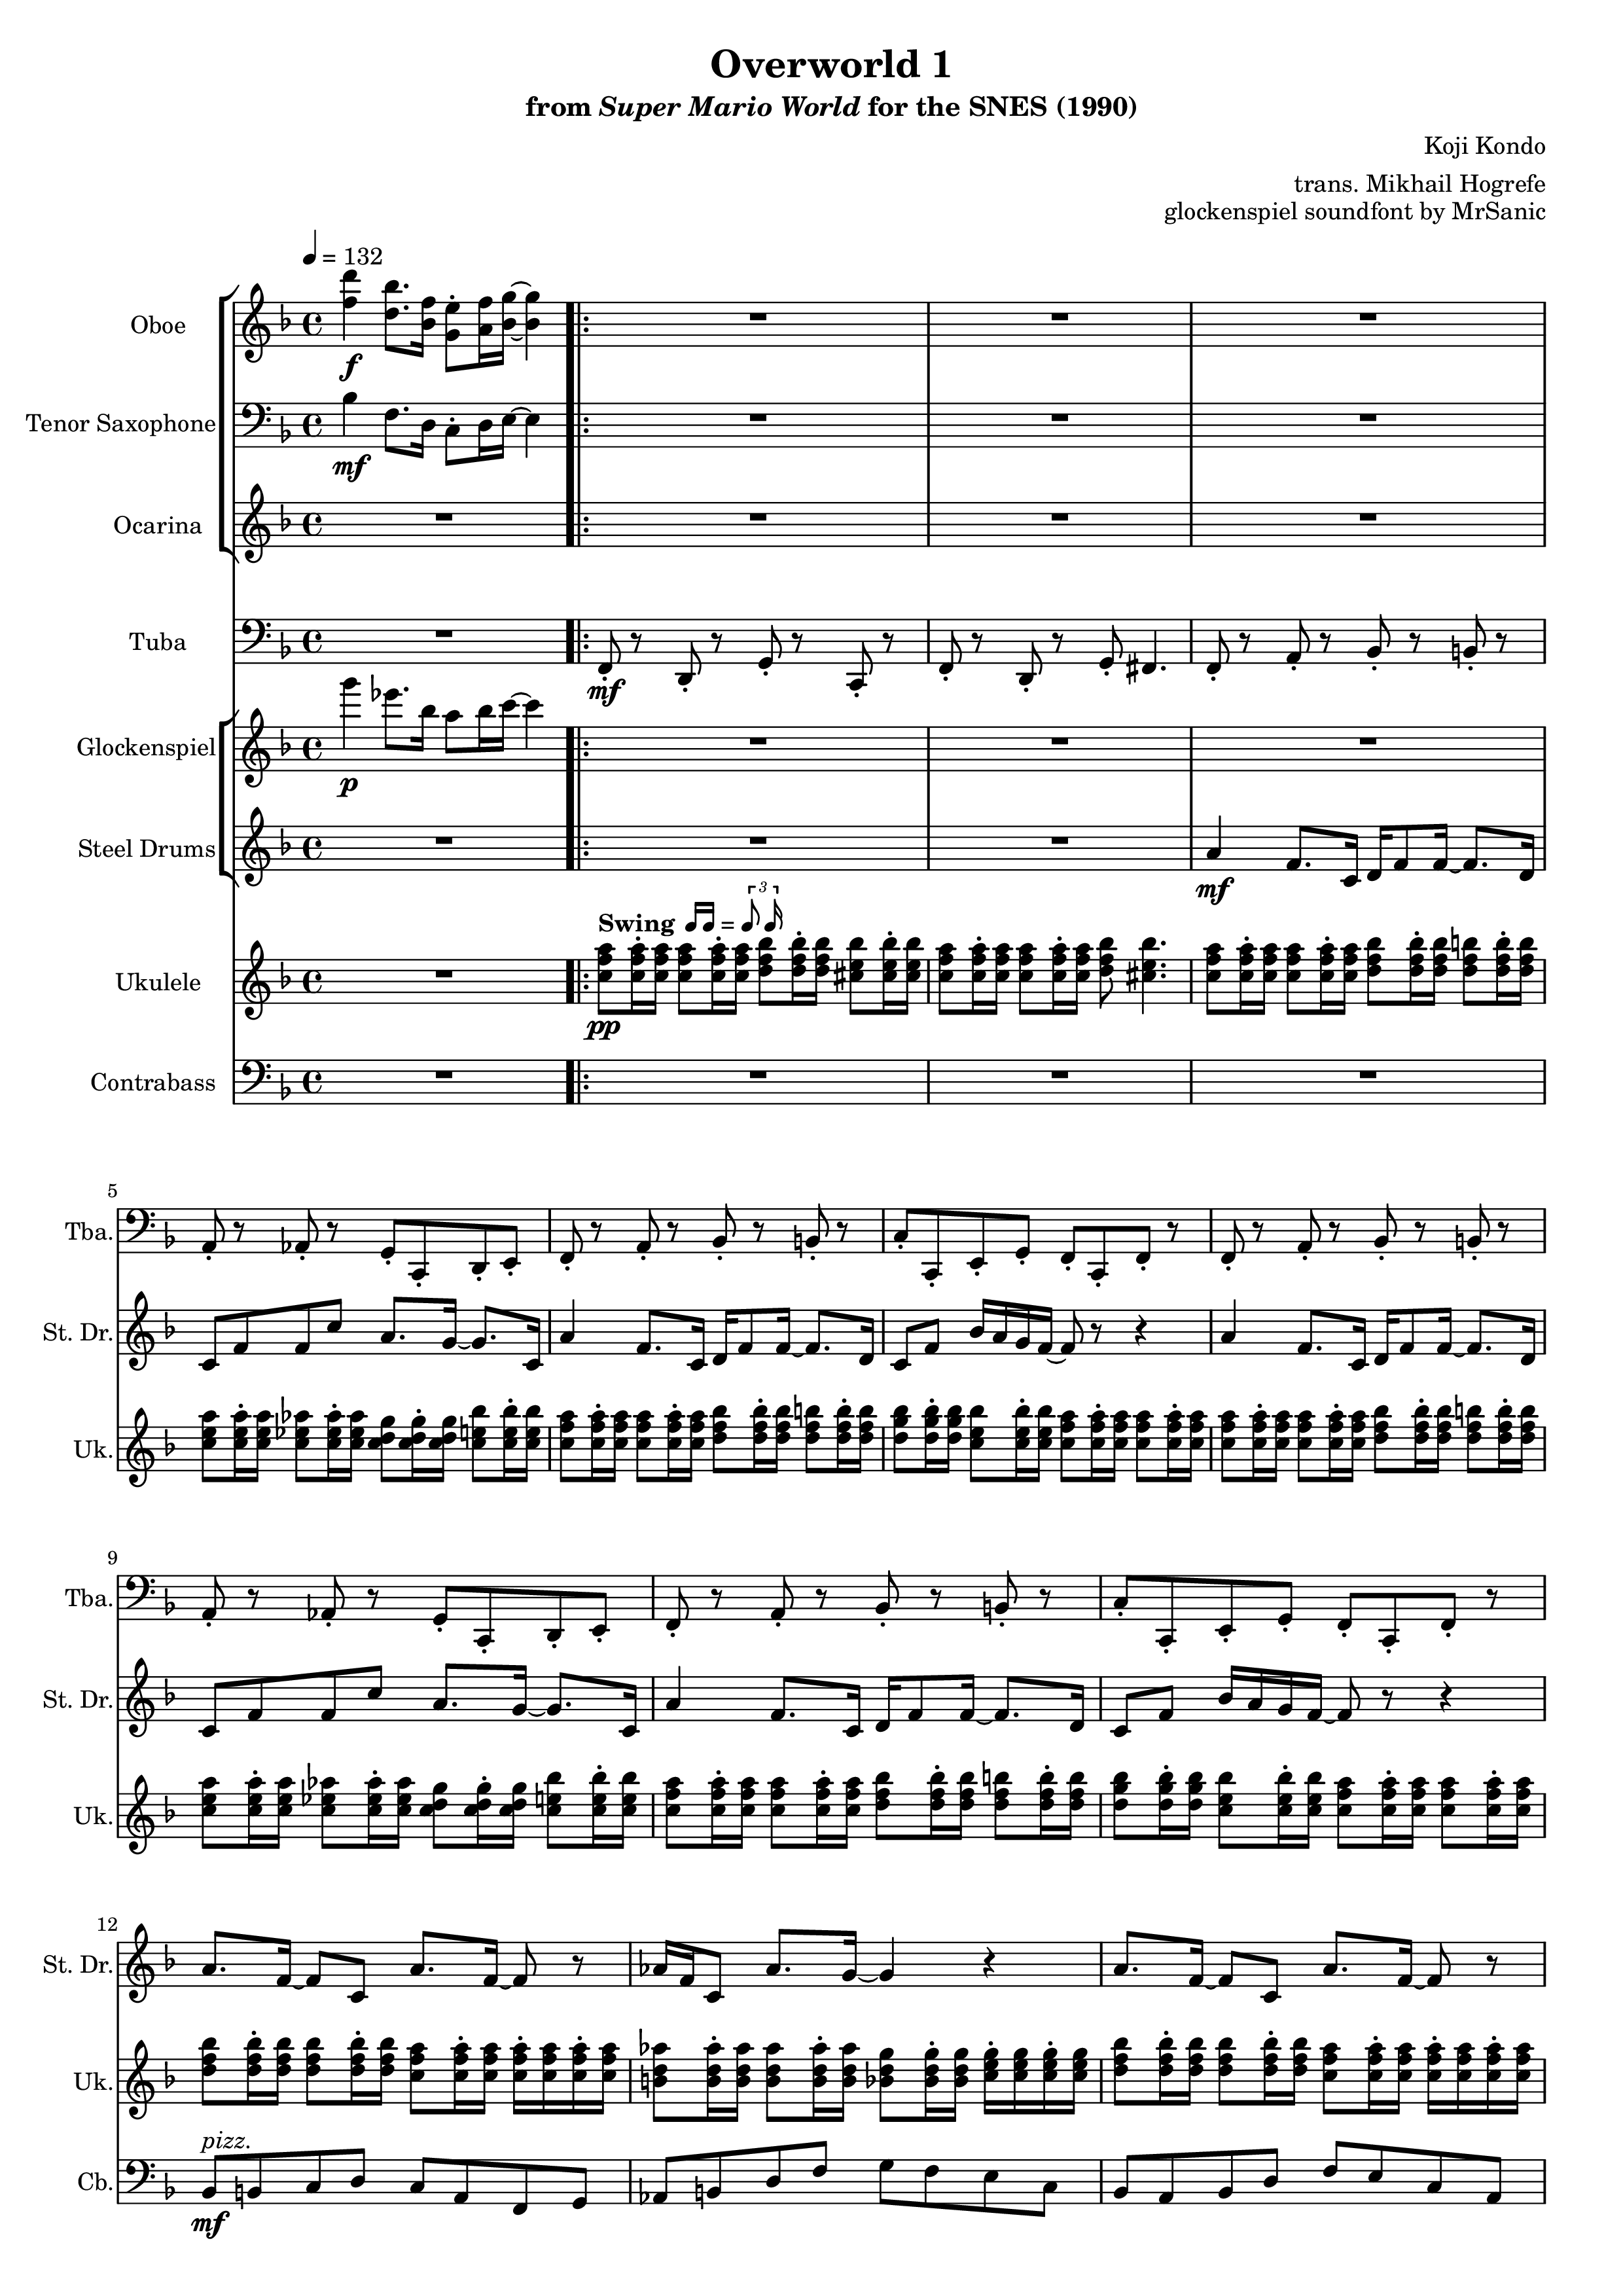 Overworld 1
from Super Mario World for the SNES (1990)
Koji Kondo
trans. Mikhail Hogrefe
glockenspiel soundfont by MrSanic
= 132
Oboe
f
Tenor Saxophone
mf
Ocarina
Tuba
mf
Glockenspiel
p
Steel Drums
mf
Swing = 3
Ukulele
pp
Contrabass
5
Tba.
St. Dr.
Uk.
9
Tba.
St. Dr.
Uk.
12
St. Dr.
Uk.
pizz.
Cb.
mf